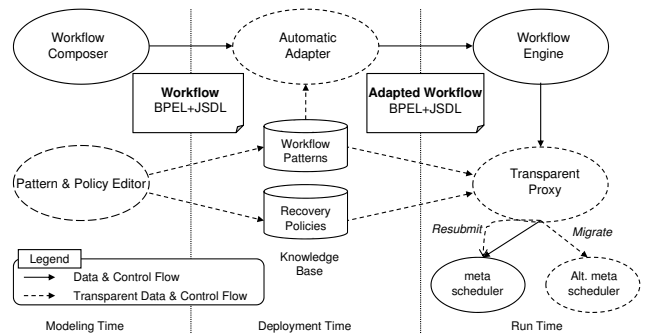 Workflow
Composer
Automatic
Adapter
Workflow
Engine
Workflow
BPEL+JSDL
Adapted Workflow
BPEL+JSDL
Workflow
Patterns
Pattern & Policy Editor
Transparent
Proxy
Recovery
Policies
Resubmit
Migrate
Knowledge
Base
Legend
Data & Control Flow
Transparent Data & Control Flow
meta
scheduler
Alt. meta
scheduler
Modeling Time
Deployment Time
Run Time